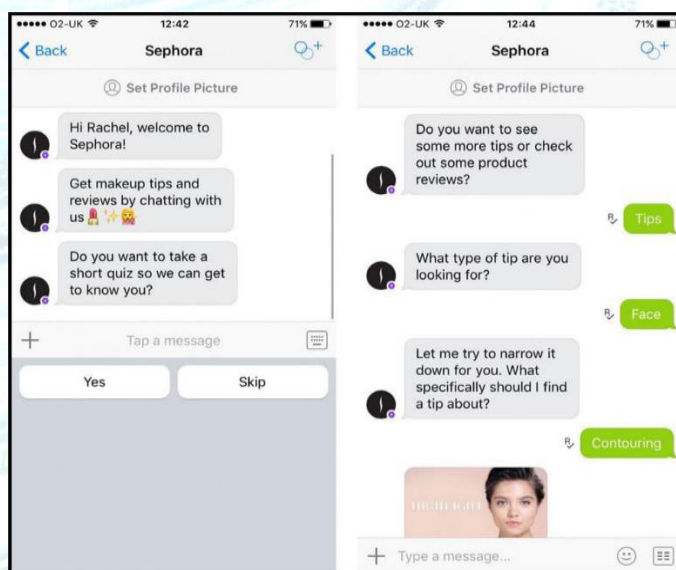 O2-UK 12:42 71%
Back Sephora
Set Profile Picture
Hi Rachel, welcome to
Sephora!
Get makeup tips and
reviews by chatting with
us💄✨👩
Do you want to take a
short quiz so we can get
to know you?
Tap a message
Yes Skip
O2-UK 12:44 71%
Back Sephora
Set Profile Picture
Do you want to see
some more tips or check
out some product
reviews?
R Tips
What type of tip are you
looking for?
R Face
Let me try to narrow it
down for you. What
specifically should I find
a tip about?
R Contouring
HIGHLIGHT
Type a message...